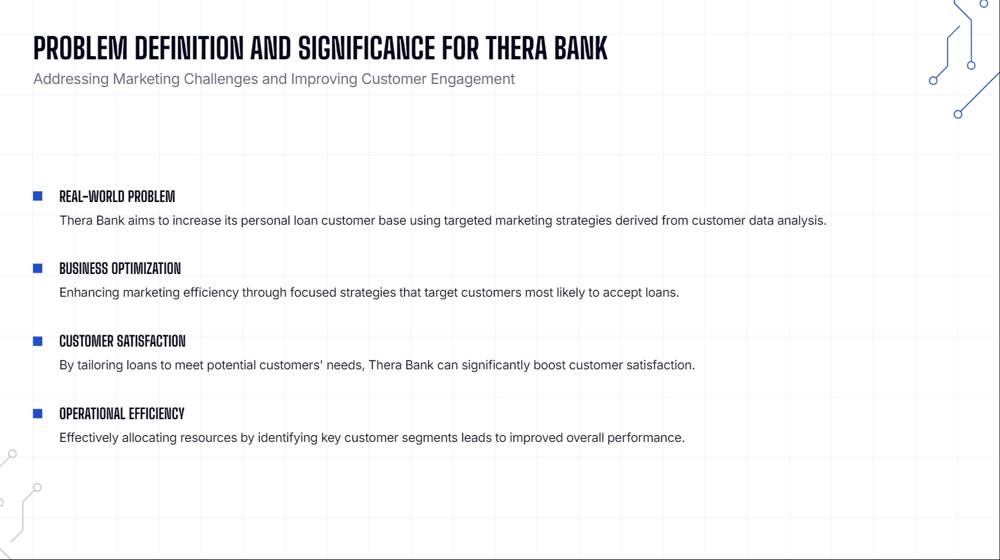 PROBLEM DEFINITION AND SIGNIFICANCE FOR THERA BANK
Addressing Marketing Challenges and Improving Customer Engagement
REAL-WORLD PROBLEM
Thera Bank aims to increase its personal loan customer base using targeted marketing strategies derived from customer data analysis.
BUSINESS OPTIMIZATION
Enhancing marketing efficiency through focused strategies that target customers most likely to accept loans.
CUSTOMER SATISFACTION
By tailoring loans to meet potential customers' needs, Thera Bank can significantly boost customer satisfaction.
OPERATIONAL EFFICIENCY
Effectively allocating resources by identifying key customer segments leads to improved overall performance.